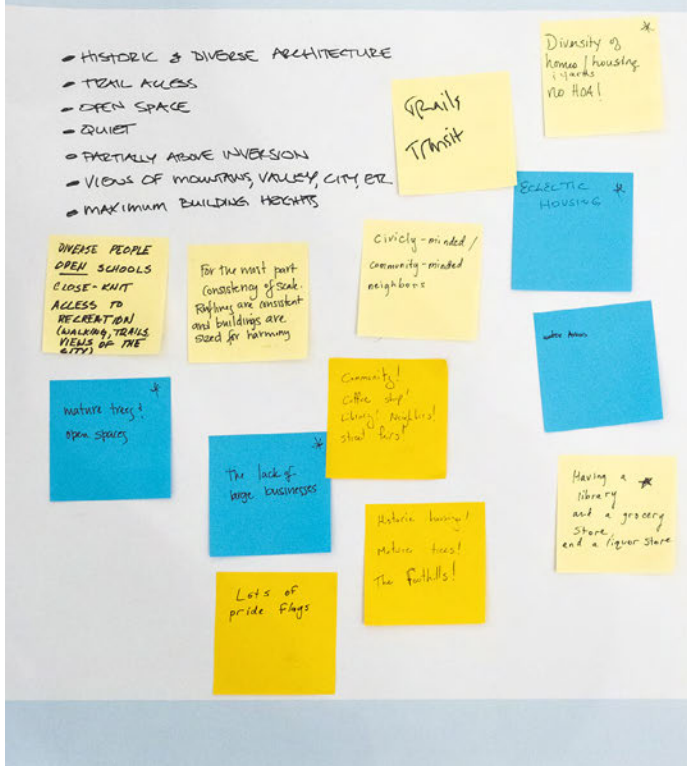 - HISTORIC & DIVERSE ARCHITECTURE
- TRAIL ACCESS
- OPEN SPACE
- QUIET
- PARTIALLY ABOVE INVERSION
- VIEWS OF MOUNTAINS, VALLEY, CITY, ETC
- MAXIMUM BUILDING HEIGHTS
Diversity of
homes / housing
yards
no HOA!
Trails
Transit
ECLECTIC
HOUSING
DIVERSE PEOPLE
OPEN SCHOOLS
CLOSE-KNIT
ACCESS TO
RECREATION
(WALKING, TRAILS
VIEWS OF THE
CITY)
For the most part
consistency of scale.
Rooflines are consistent
and buildings are
sized for harmony
Civicly-minded /
community-minded
neighbors
mature trees!
open spaces
The lack of
large businesses
Community!
Coffee shop!
Library! Neighbors!
street fairs!
Having a
library
and a grocery
store,
and a liquor store
Historic housing!
Mature trees!
The Foothills!
Lots of
pride flags